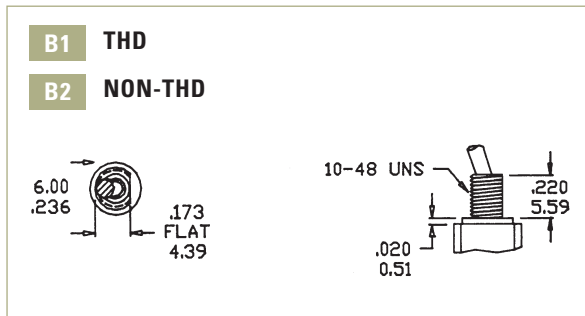 B1 THD
B2 NON-THD
6.00
.236
.173
FLAT
4.39
10-48 UNS
.220
5.59
.020
0.51